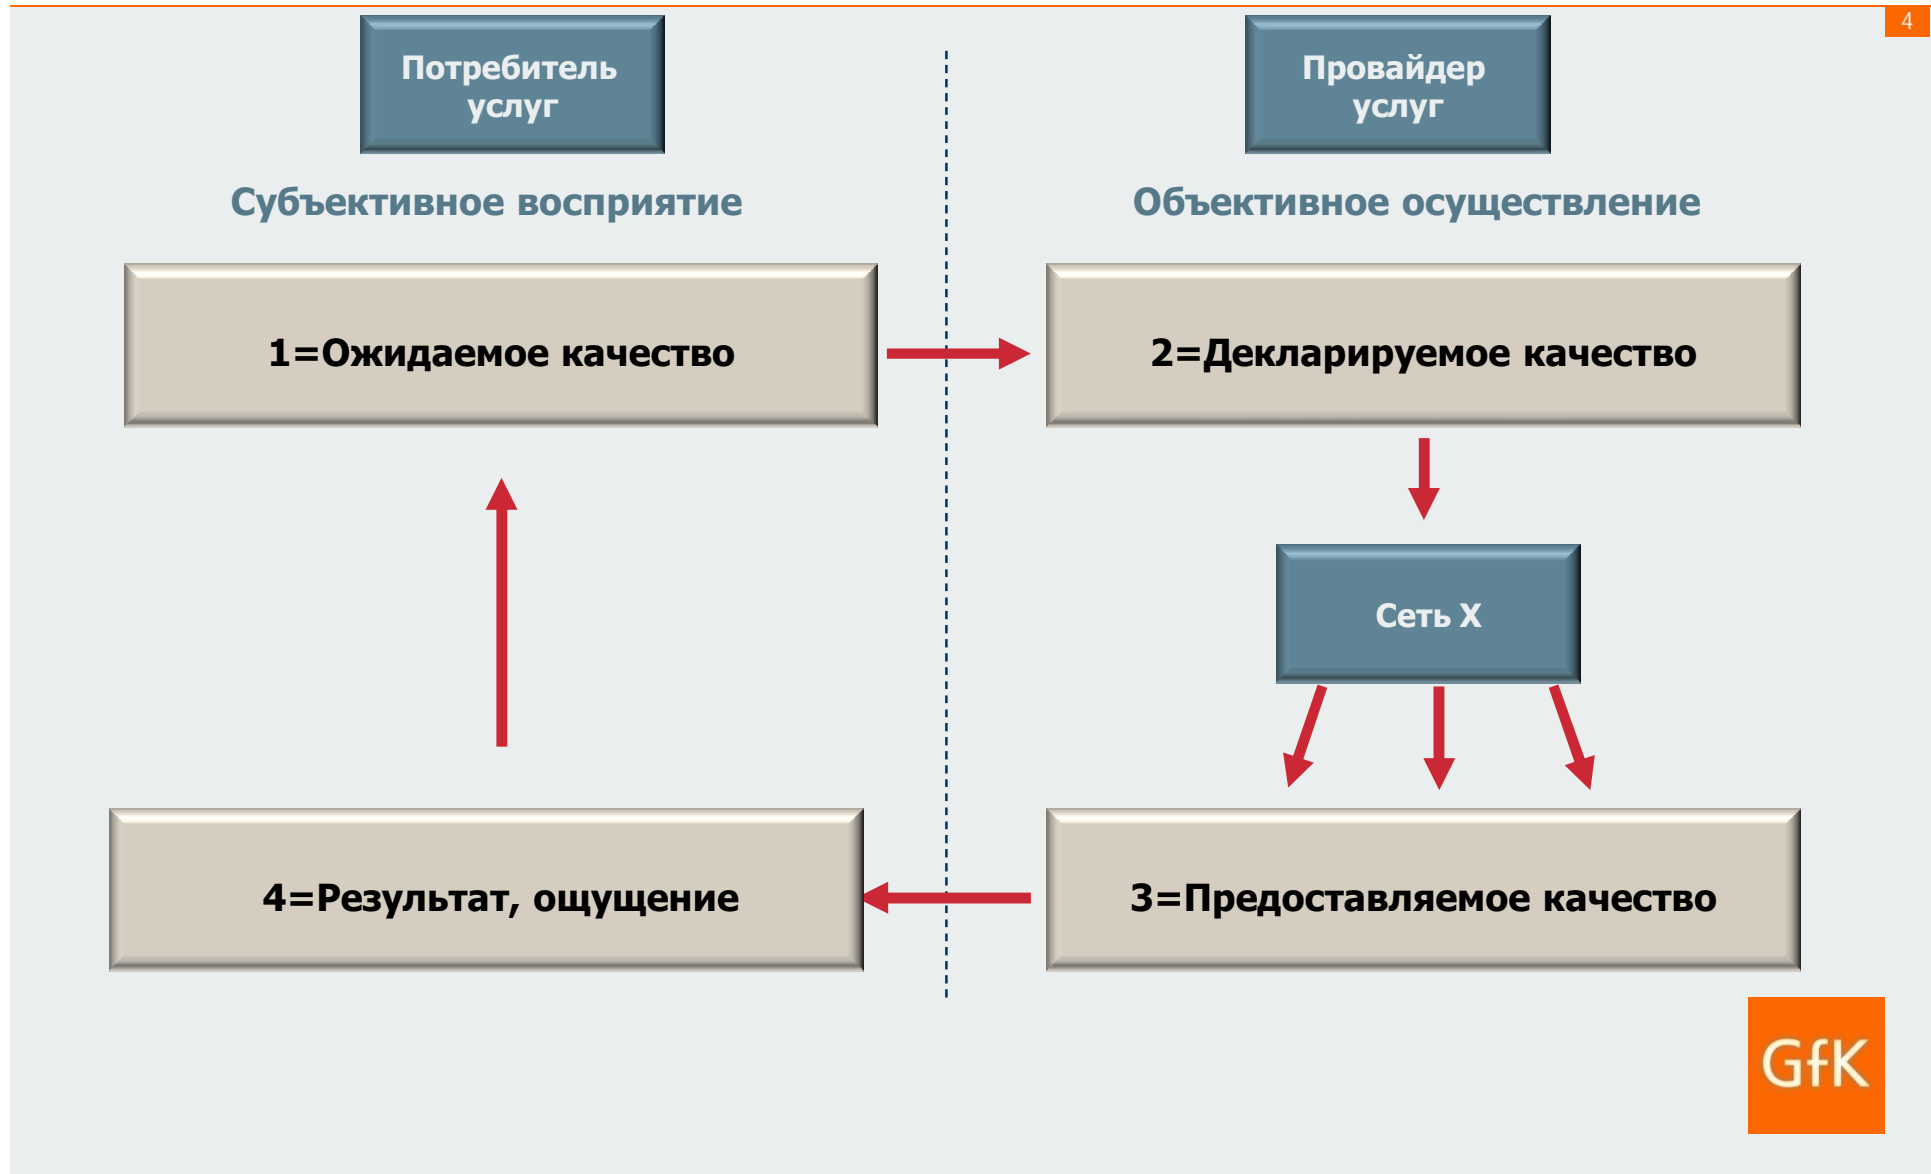 4
Потребитель
услуг
Провайдер
услуг
Субъективное восприятие
Объективное осуществление
1=Ожидаемое качество
2=Декларируемое качество
Сеть X
4=Результат, ощущение
3=Предоставляемое качество
GfK